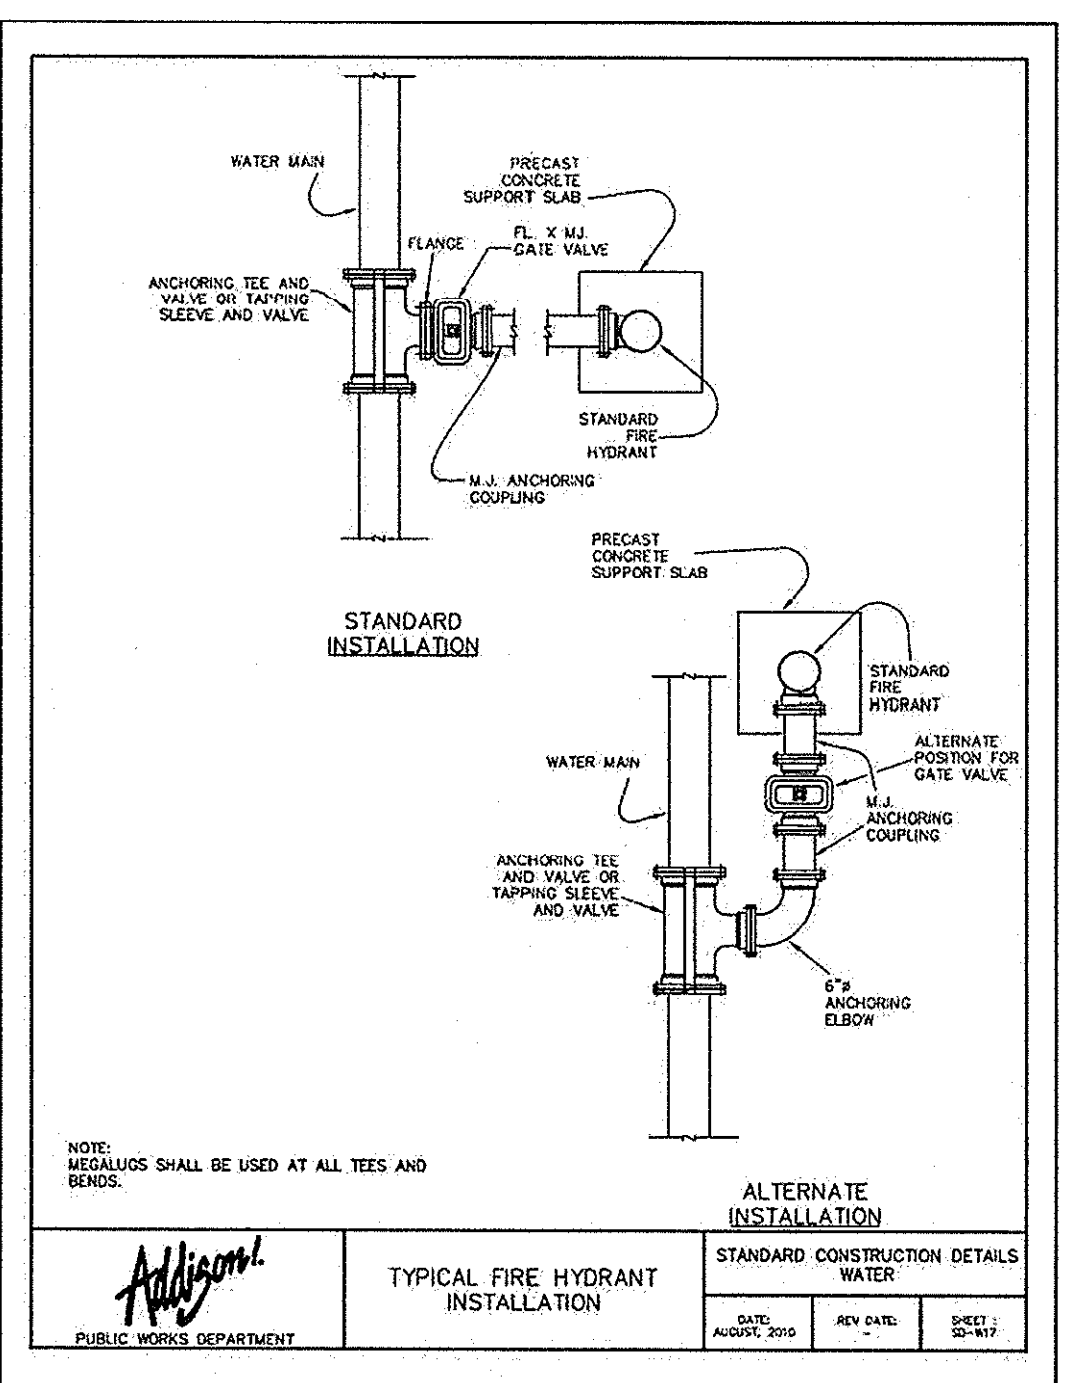 WATER MAIN
PRECAST
CONCRETE
SUPPORT SLAB
FLANGE
FL. X MJ.
GATE VALVE
ANCHORING TEE AND
VALVE OR TAPPING
SLEEVE AND VALVE
STANDARD
FIRE
HYDRANT
M.J. ANCHORING
COUPLING
STANDARD
INSTALLATION
PRECAST
CONCRETE
SUPPORT SLAB
STANDARD
FIRE
HYDRANT
WATER MAIN
ALTERNATE
POSITION FOR
GATE VALVE
M.J.
ANCHORING
COUPLING
ANCHORING TEE
AND VALVE OR
TAPPING SLEEVE
AND VALVE
6"ø
ANCHORING
ELBOW
NOTE:
MEGALUGS SHALL BE USED AT ALL TEES AND
BENDS.
ALTERNATE
INSTALLATION
Addison!
PUBLIC WORKS DEPARTMENT
TYPICAL FIRE HYDRANT
INSTALLATION
STANDARD CONSTRUCTION DETAILS
WATER
DATE:
AUGUST, 2010
REV DATE:
-
SHEET :
SD-W17